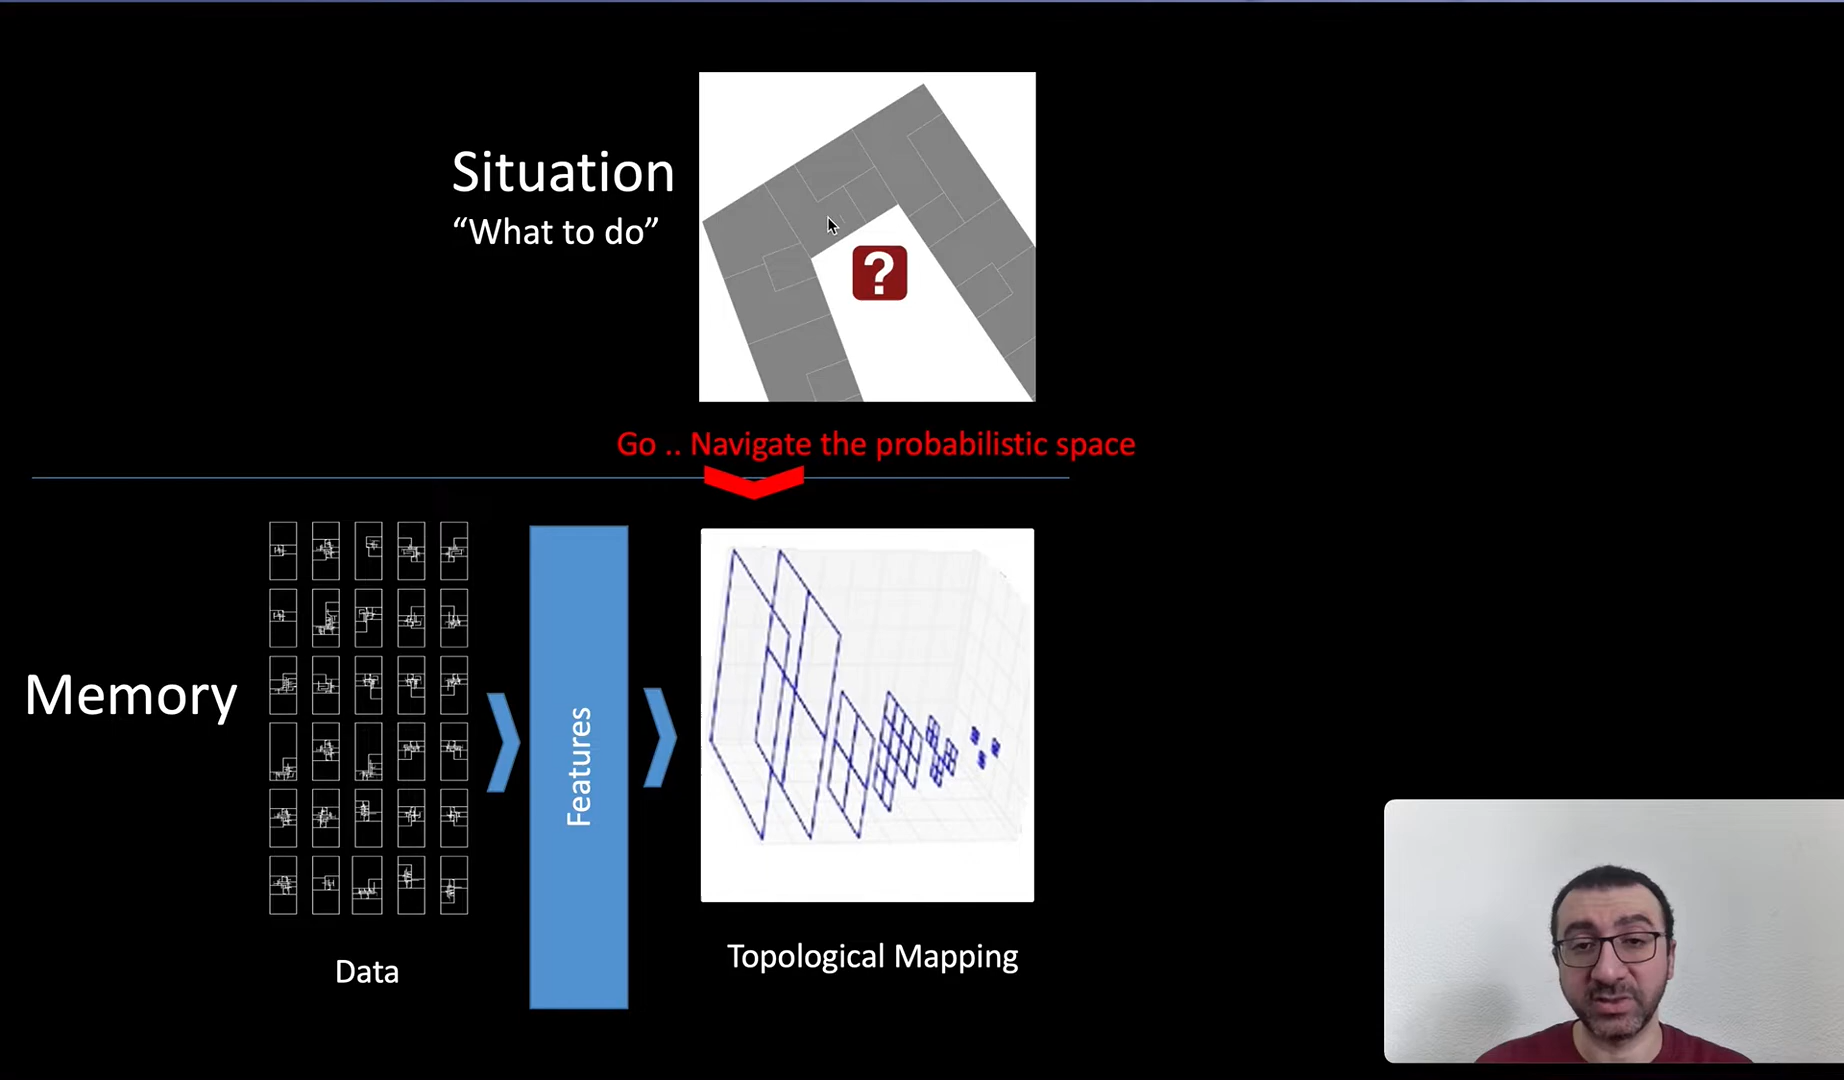 Situation
“What to do”
?
Go .. Navigate the probabilistic space
Memory
Features
Data
Topological Mapping